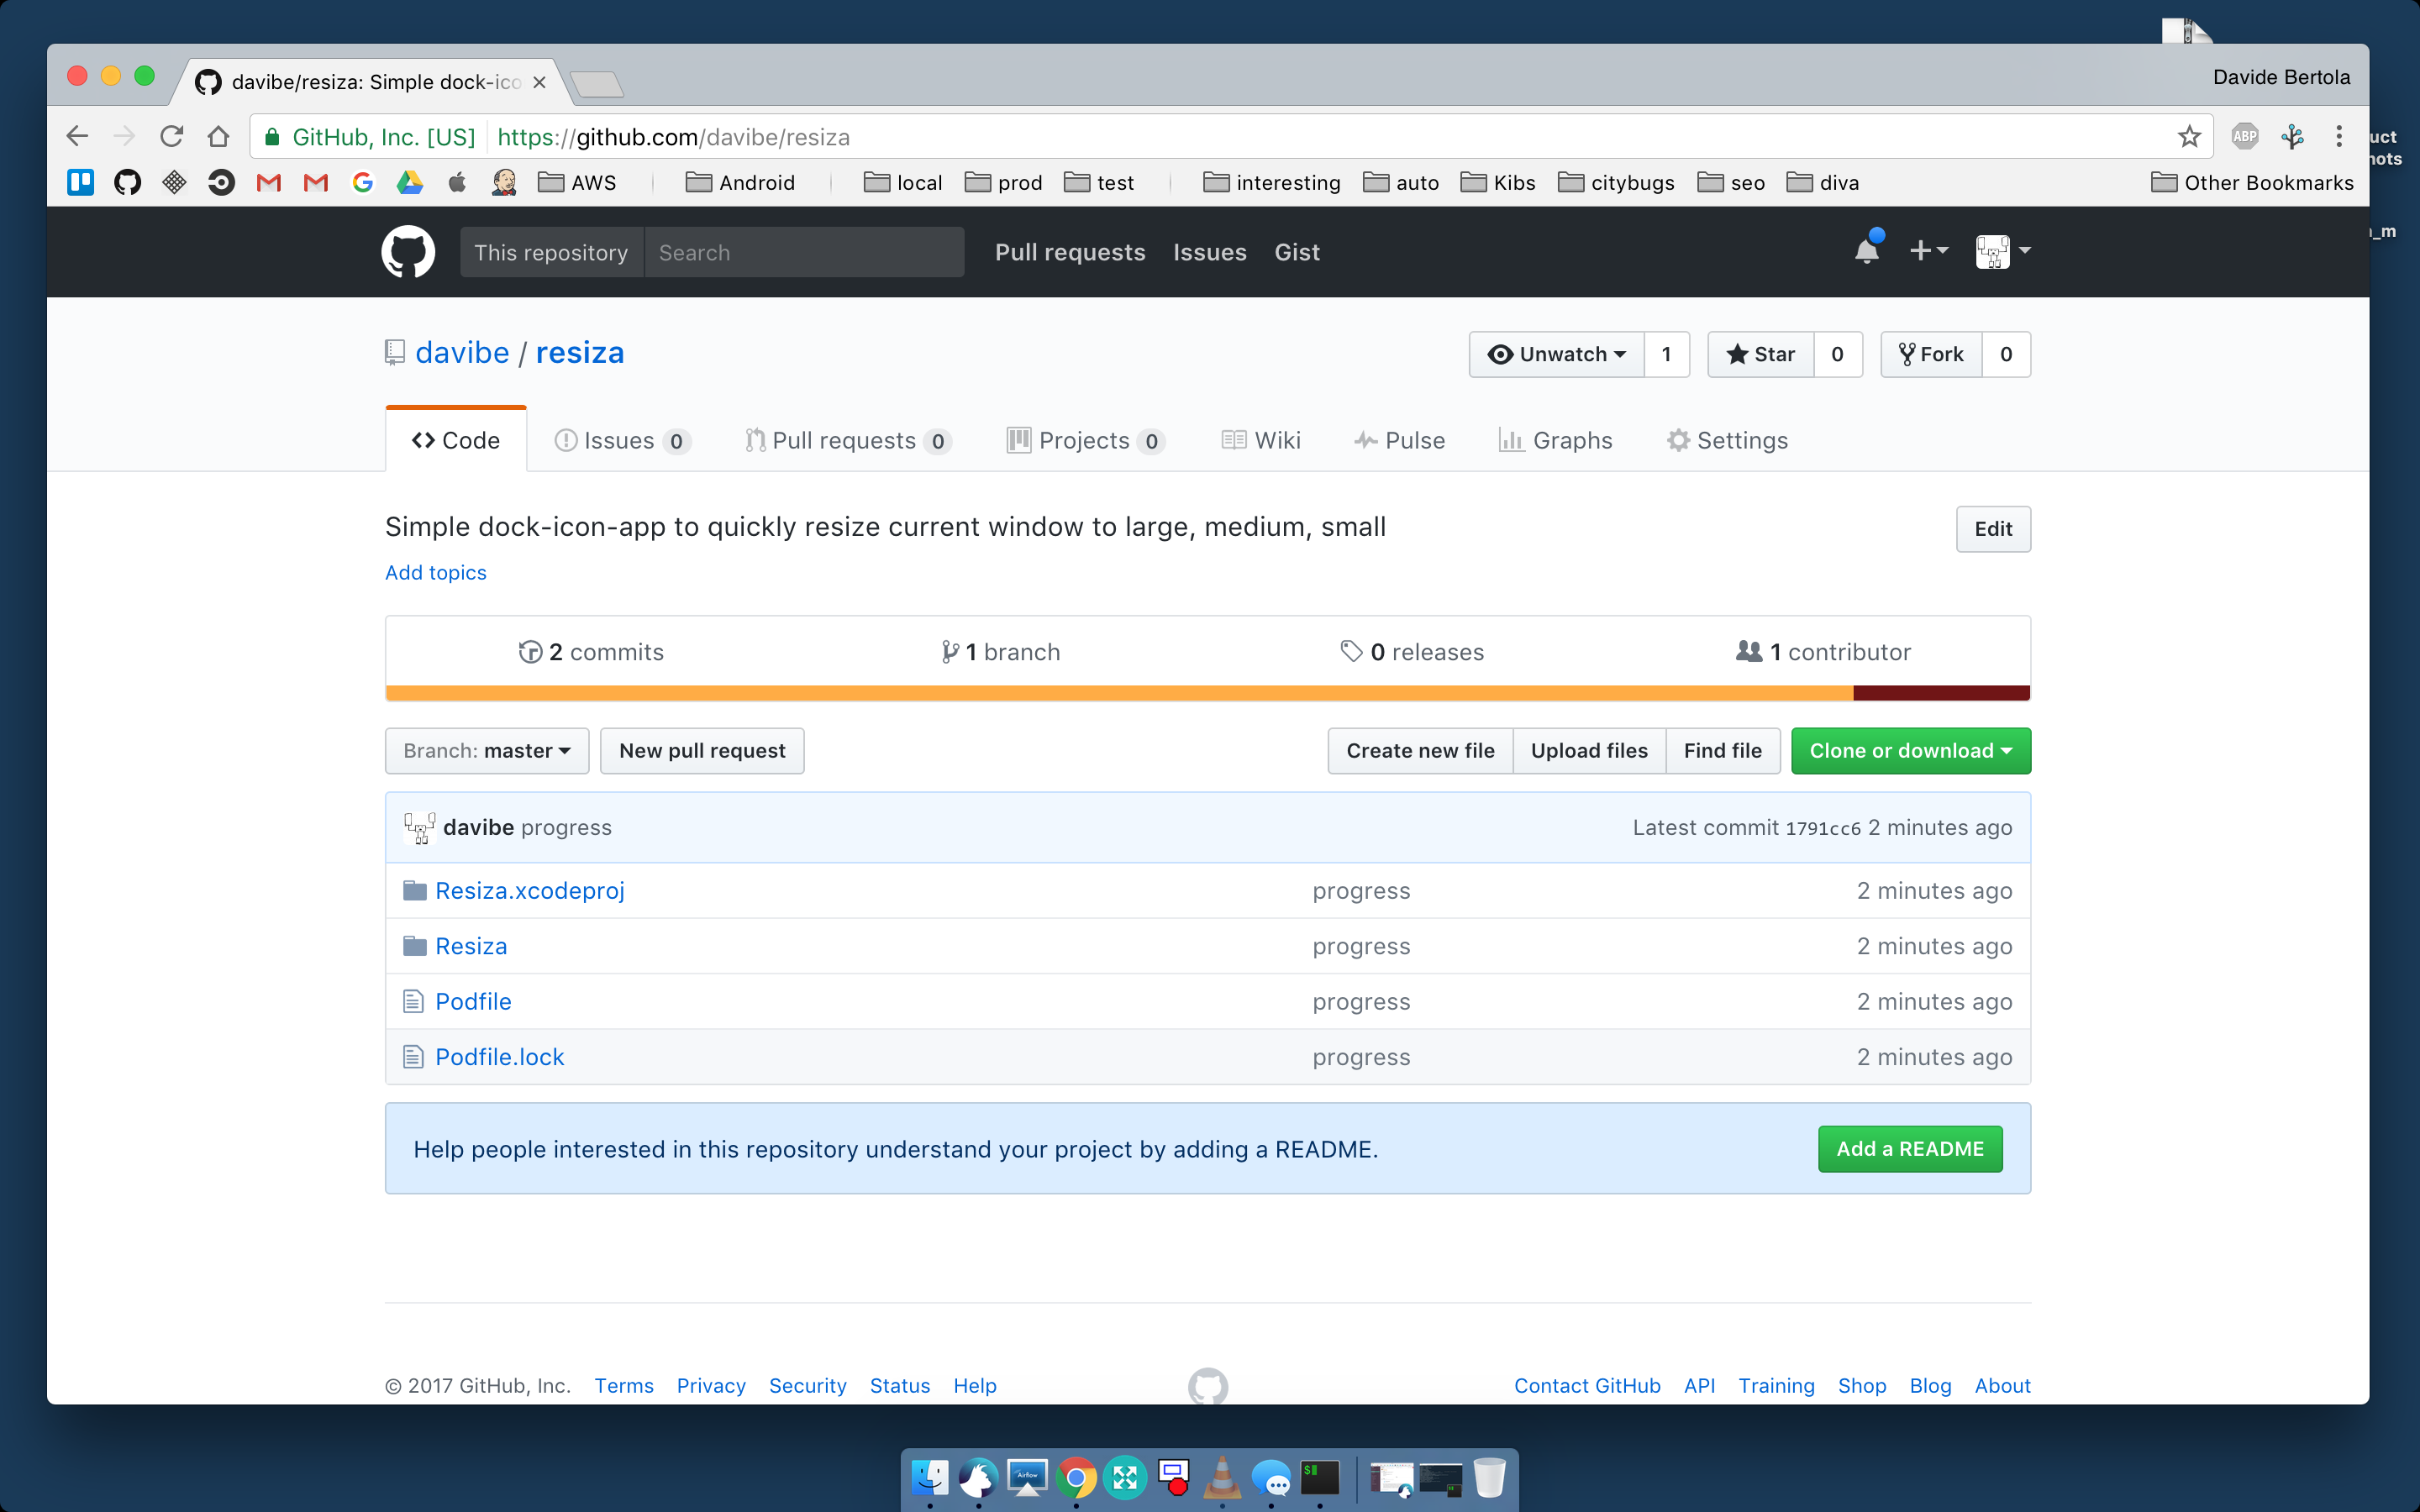 davibe/resiza: Simple dock-ico
Davide Bertola
GitHub, Inc. [US] https://github.com/davibe/resiza
ABP
uct
hots
AWS Android local prod test interesting auto Kibs citybugs seo diva Other Bookmarks
_m
This repository Search Pull requests Issues Gist
davibe / resiza
Unwatch 1 Star 0 Fork 0
Code Issues 0 Pull requests 0 Projects 0 Wiki Pulse Graphs Settings
Simple dock-icon-app to quickly resize current window to large, medium, small
Edit
Add topics
2 commits 1 branch 0 releases 1 contributor
Branch: master New pull request Create new file Upload files Find file Clone or download
davibe progress Latest commit 1791cc6 2 minutes ago
Resiza.xcodeproj progress 2 minutes ago
Resiza progress 2 minutes ago
Podfile progress 2 minutes ago
Podfile.lock progress 2 minutes ago
Help people interested in this repository understand your project by adding a README.
Add a README
© 2017 GitHub, Inc. Terms Privacy Security Status Help Contact GitHub API Training Shop Blog About
Airflow
$